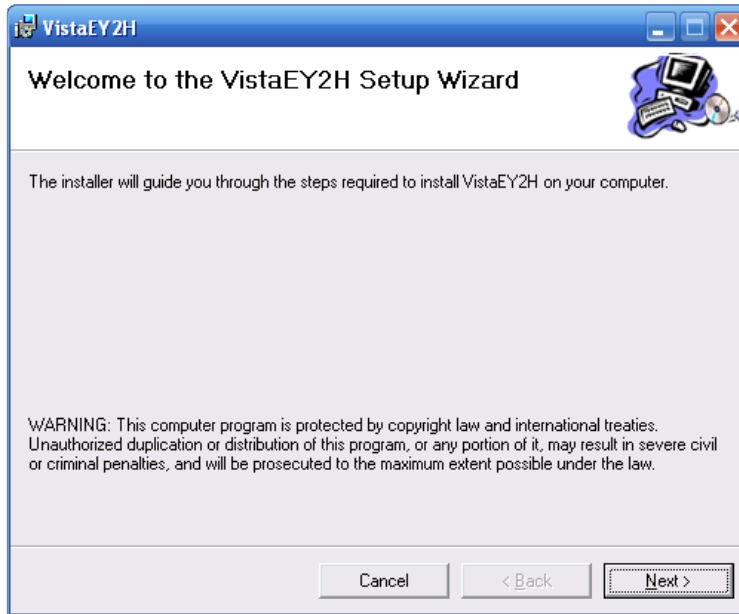 VistaEY2H
Welcome to the VistaEY2H Setup Wizard
The installer will guide you through the steps required to install VistaEY2H on your computer.
WARNING: This computer program is protected by copyright law and international treaties.
Unauthorized duplication or distribution of this program, or any portion of it, may result in severe civil
or criminal penalties, and will be prosecuted to the maximum extent possible under the law.
Cancel
< Back
Next >